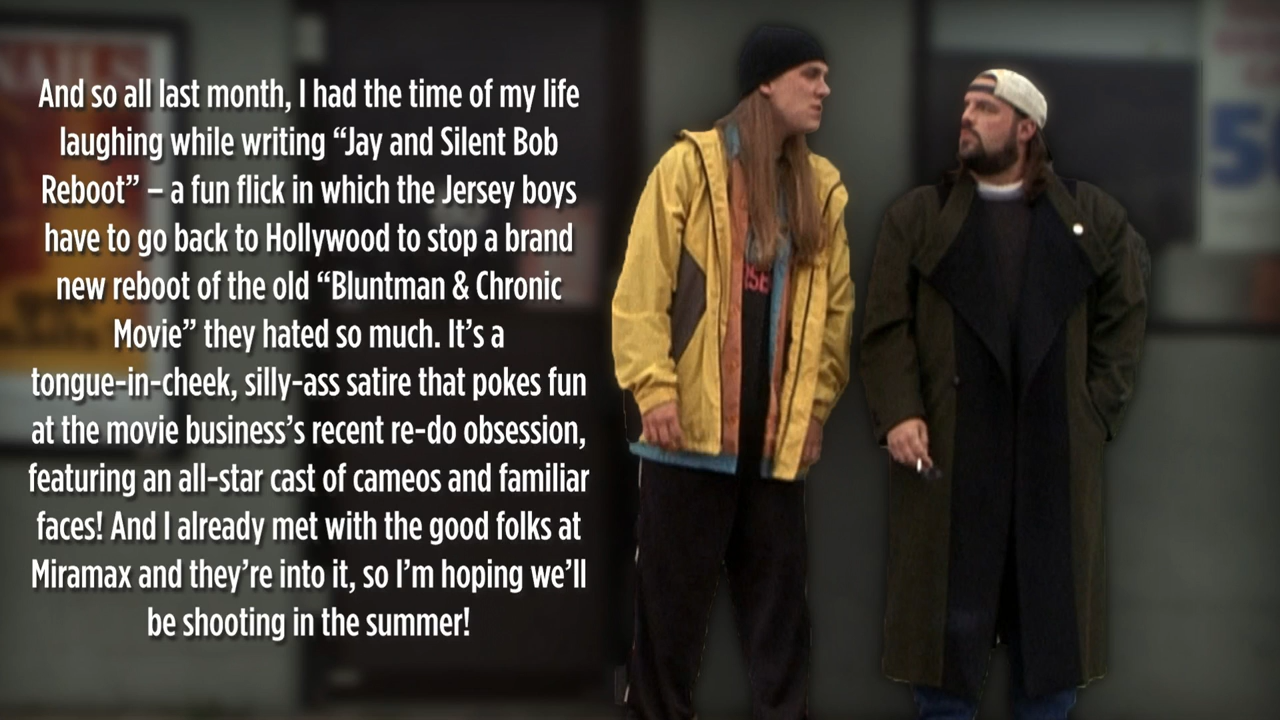 And so all last month, I had the time of my life
laughing while writing “Jay and Silent Bob
Reboot” – a fun flick in which the Jersey boys
have to go back to Hollywood to stop a brand
new reboot of the old “Bluntman & Chronic
Movie” they hated so much. It’s a
tongue-in-cheek, silly-ass satire that pokes fun
at the movie business’s recent re-do obsession,
featuring an all-star cast of cameos and familiar
faces! And I already met with the good folks at
Miramax and they’re into it, so I’m hoping we’ll
be shooting in the summer!